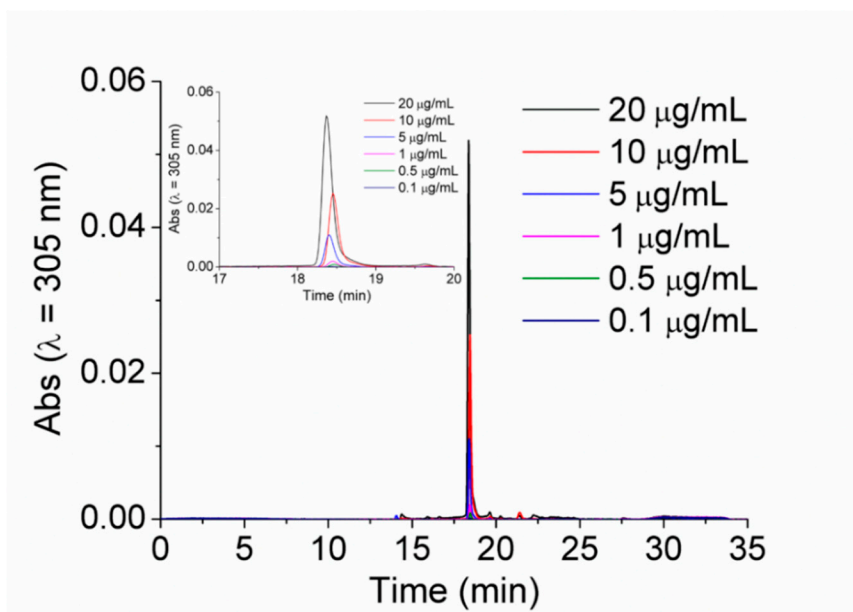 0.06
0.04
0.02
0.00
Abs (λ = 305 nm)
0 5 10 15 20 25 30 35
Time (min)
20 μg/mL
10 μg/mL
5 μg/mL
1 μg/mL
0.5 μg/mL
0.1 μg/mL
0.06
0.04
0.02
0.00
Abs (λ = 305 nm)
17 18 19 20
Time (min)
20 μg/mL
10 μg/mL
5 μg/mL
1 μg/mL
0.5 μg/mL
0.1 μg/mL